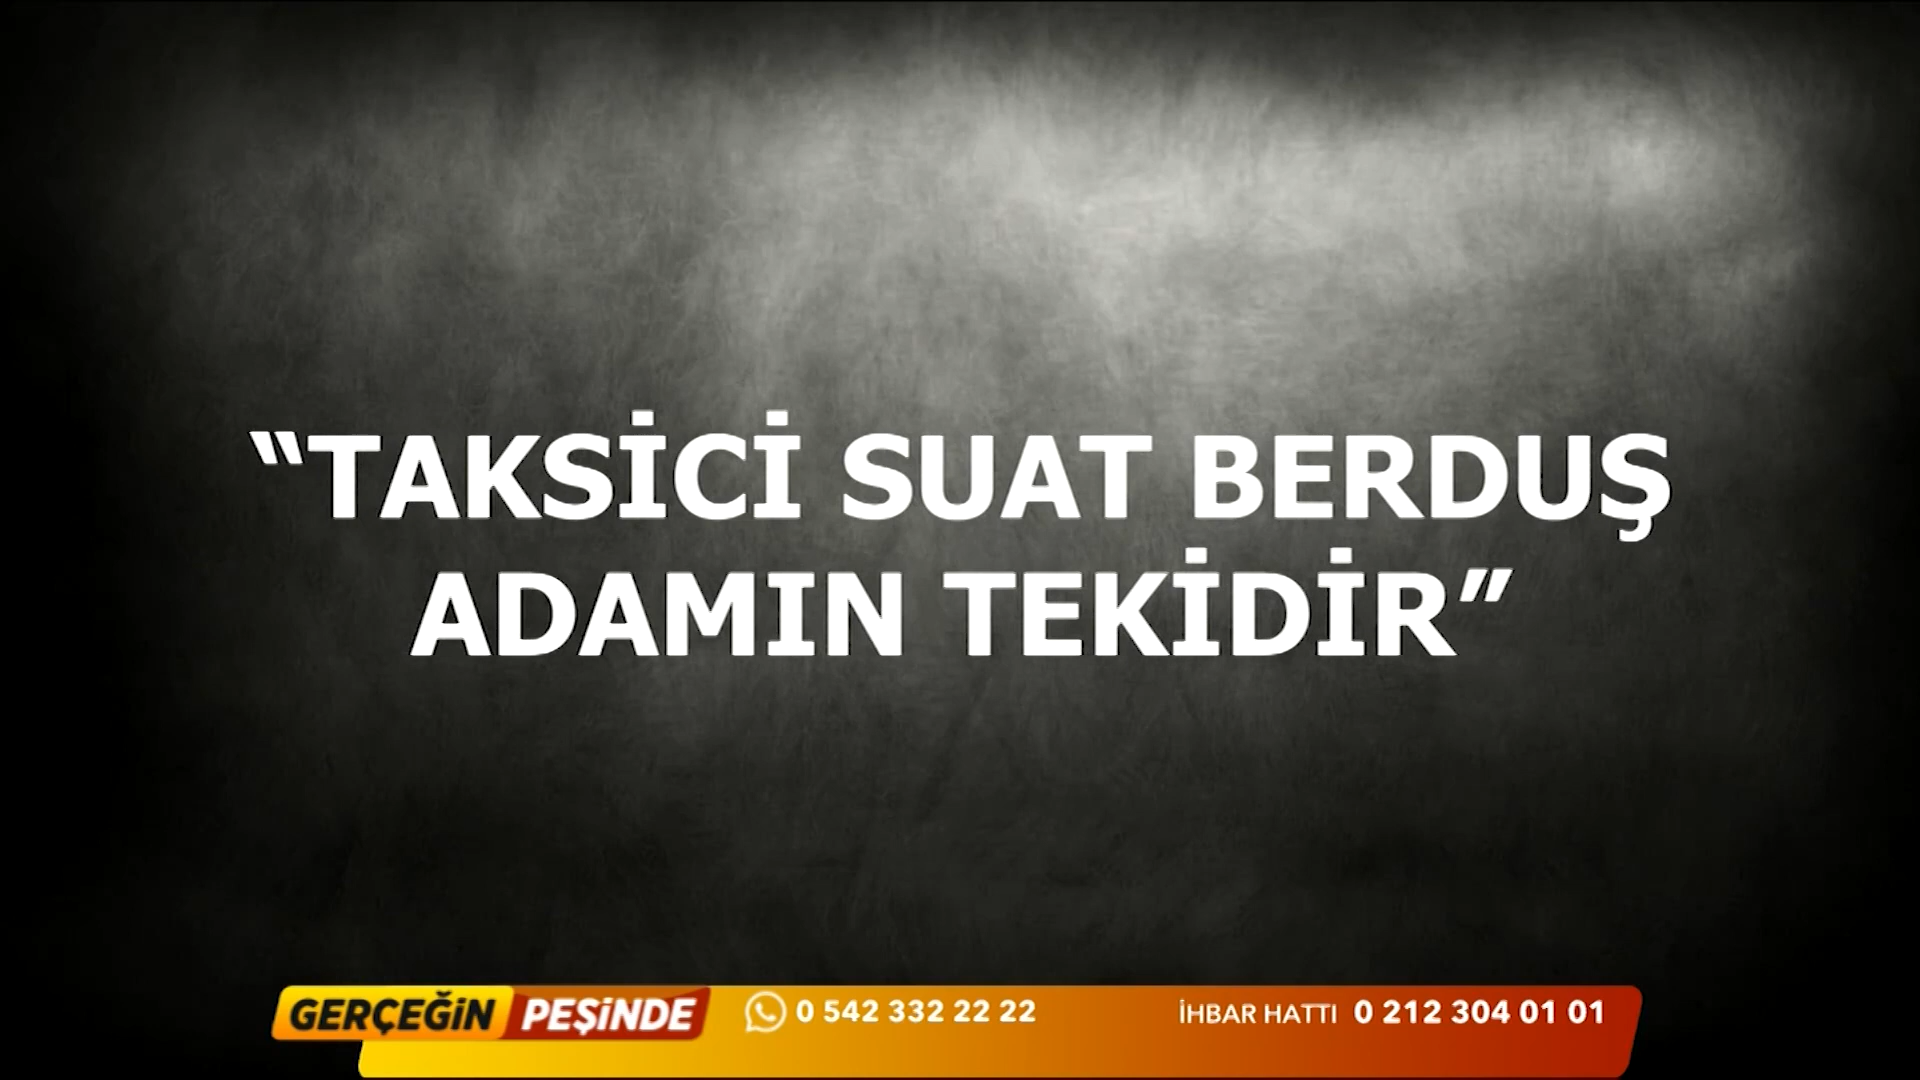 “TAKSİCİ SUAT BERDUŞ
ADAMIN TEKİDİR”
GERÇEĞİN PEŞİNDE 0 542 332 22 22 İHBAR HATTI 0 212 304 01 01